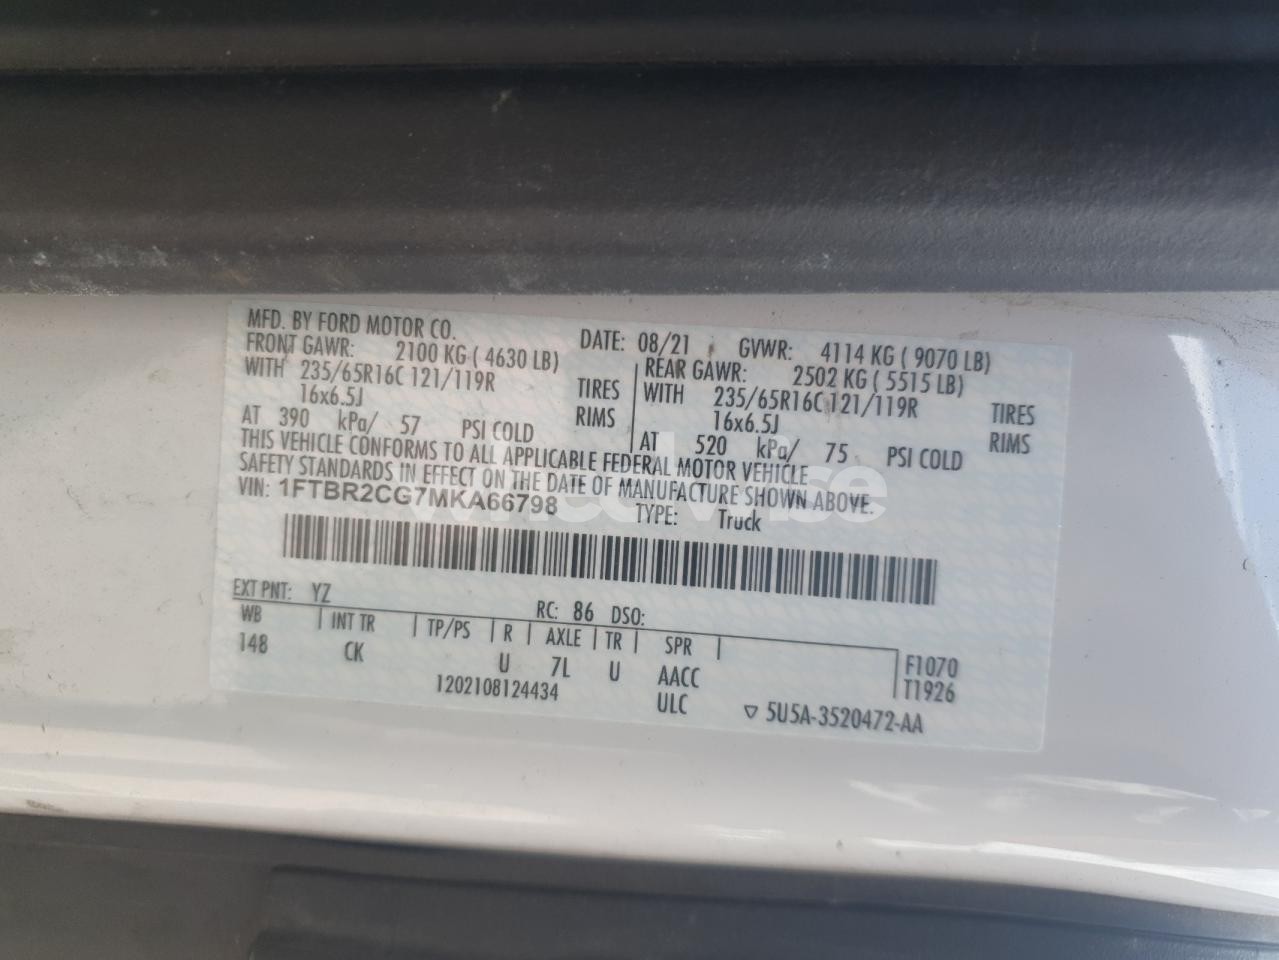 MFD. BY FORD MOTOR CO. DATE: 08/21 GVWR: 4114 KG ( 9070 LB)
FRONT GAWR: 2100 KG ( 4630 LB) REAR GAWR: 2502 KG ( 5515 LB)
WITH 235/65R16C 121/119R TIRES WITH 235/65R16C 121/119R TIRES
16x6.5J RIMS 16x6.5J RIMS
AT 390 kPa/ 57 PSI COLD AT 520 kPa/ 75 PSI COLD
THIS VEHICLE CONFORMS TO ALL APPLICABLE FEDERAL MOTOR VEHICLE
SAFETY STANDARDS IN EFFECT ON THE DATE OF MANUFACTURE SHOWN ABOVE.
VIN: 1FTBR2CG7MKA66798 TYPE: Truck
EXT PNT: YZ RC: 86 DSO:
WB INT TR TP/PS R AXLE TR SPR
148 CK U 7L U AACC F1070
1202108124434 ULC T1926
5U5A-3520472-AA